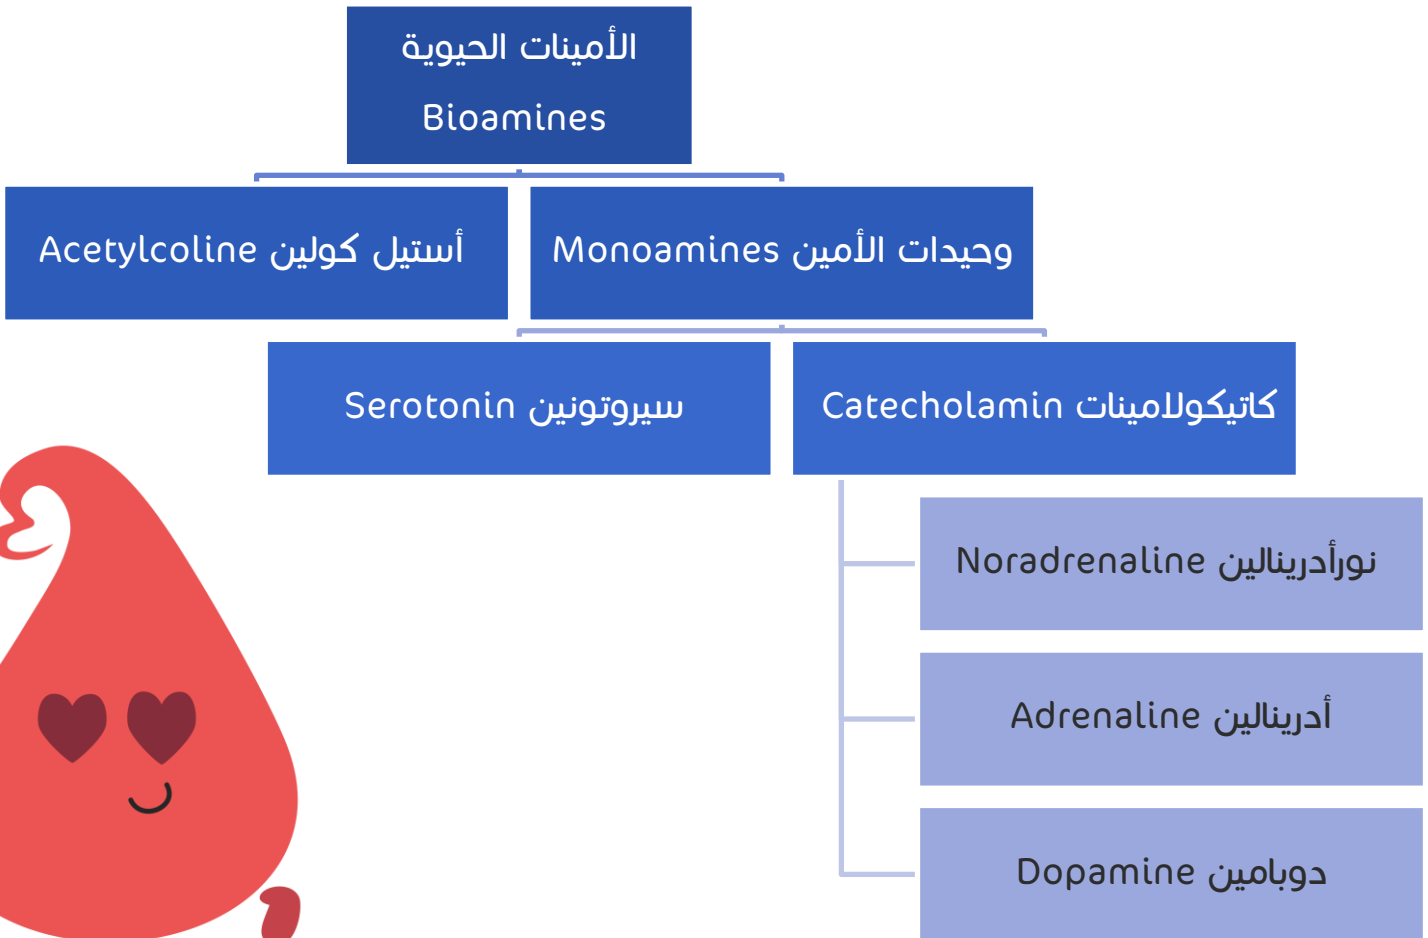 الأمينات الحيوية
Bioamines
وحيدات الأمين Monoamines
أستيل كولين Acetylcoline
كاتيكولامينات Catecholamin
سيروتونين Serotonin
نورأدرينالين Noradrenaline
أدرينالين Adrenaline
دوبامين Dopamine